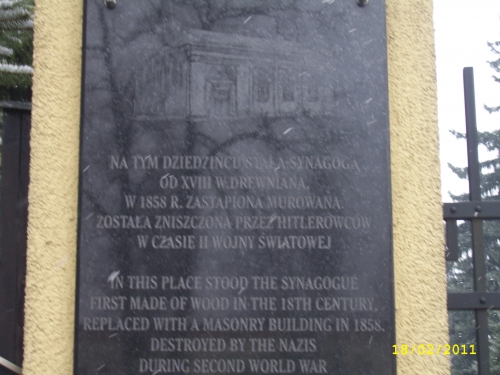 NA TYM DZIEDZIŃCU STAŁA SYNAGOGA
OD XVIII W.DREWNIANA,
W 1858 R. ZASTĄPIONA MUROWANĄ.
ZOSTAŁA ZNISZCZONA PRZEZ HITLEROWCÓW
W CZASIE II WOJNY ŚWIATOWEJ
IN THIS PLACE STOOD THE SYNAGOGUE
FIRST MADE OF WOOD IN THE 18TH CENTURY,
REPLACED WITH A MASONRY BUILDING IN 1858.
DESTROYED BY THE NAZIS
DURING SECOND WORLD WAR
18/02/2011